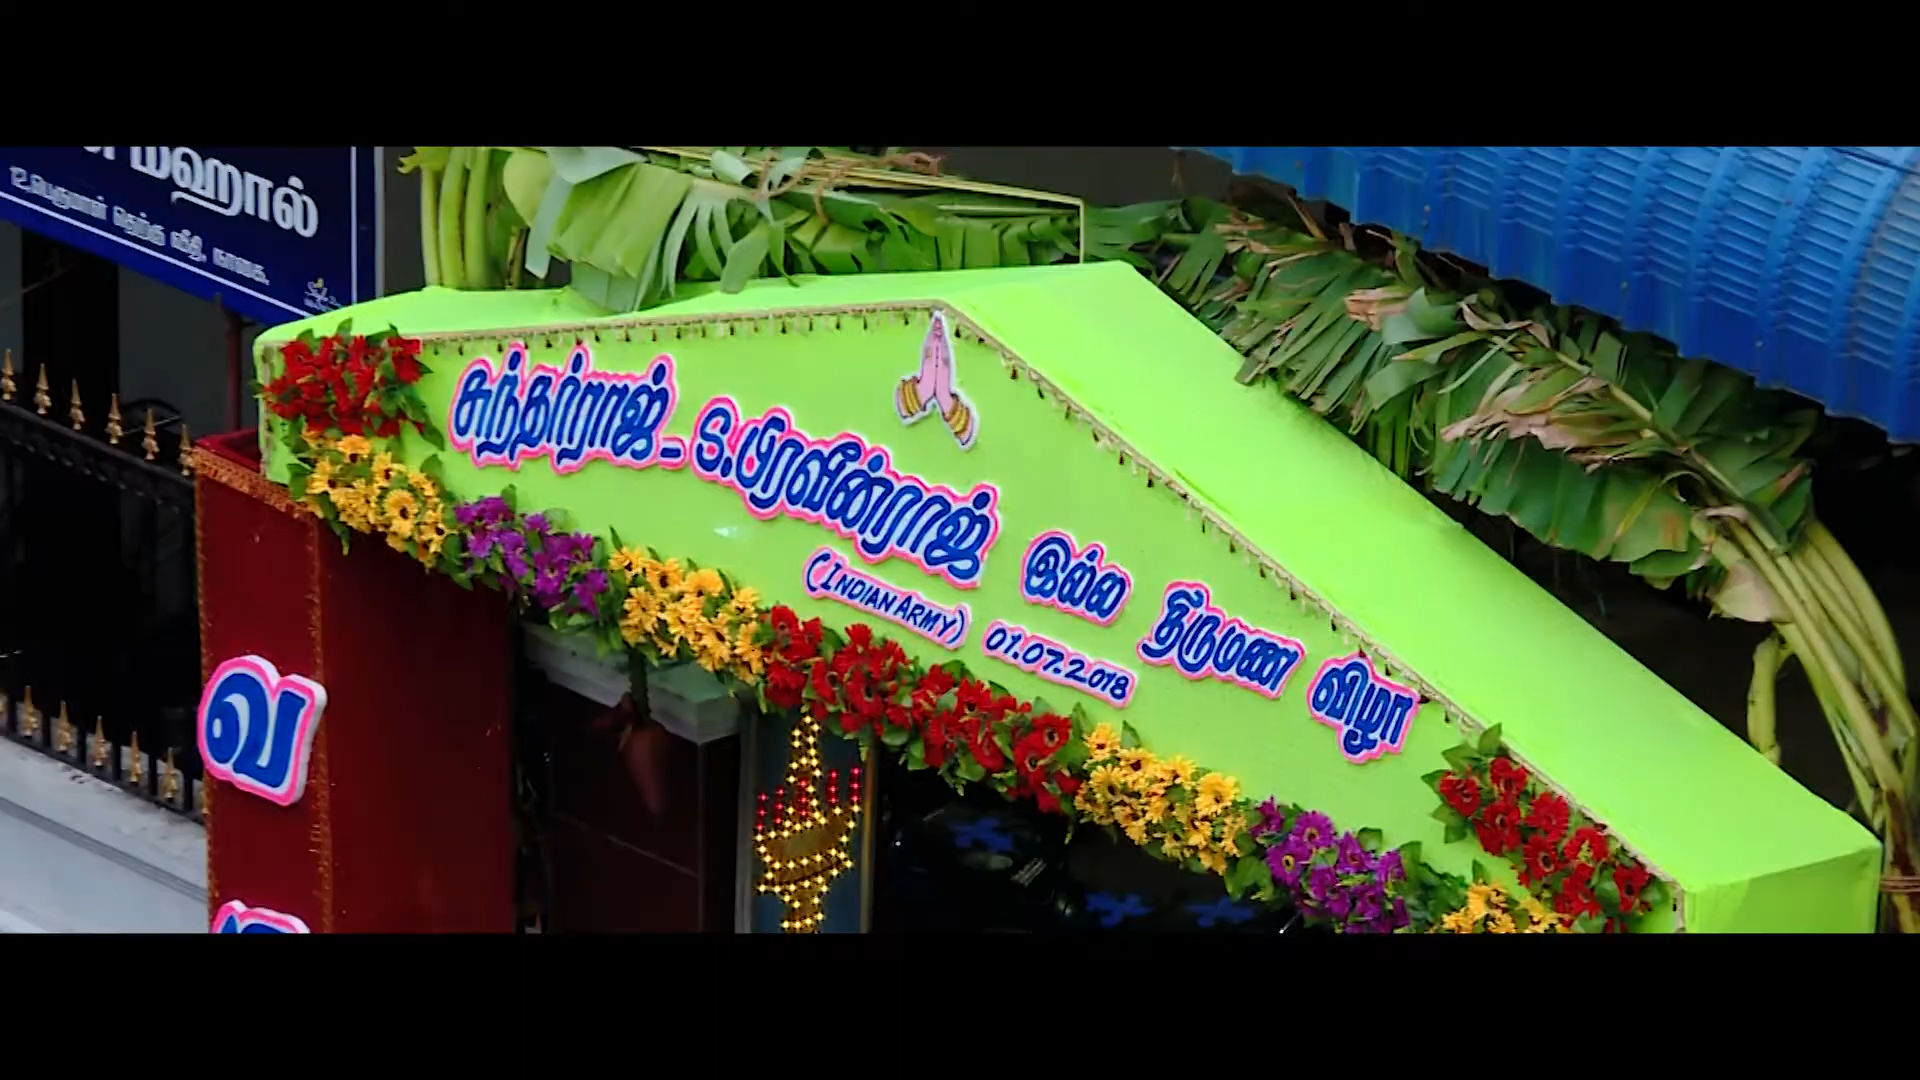 மஹால்
தெற்கு வீதி, நாகை.
சுந்தர்ராஜ் - S.பிரவீன்ராஜ் இல்ல திருமண விழா
(INDIAN ARMY) 01.07.2018
வ